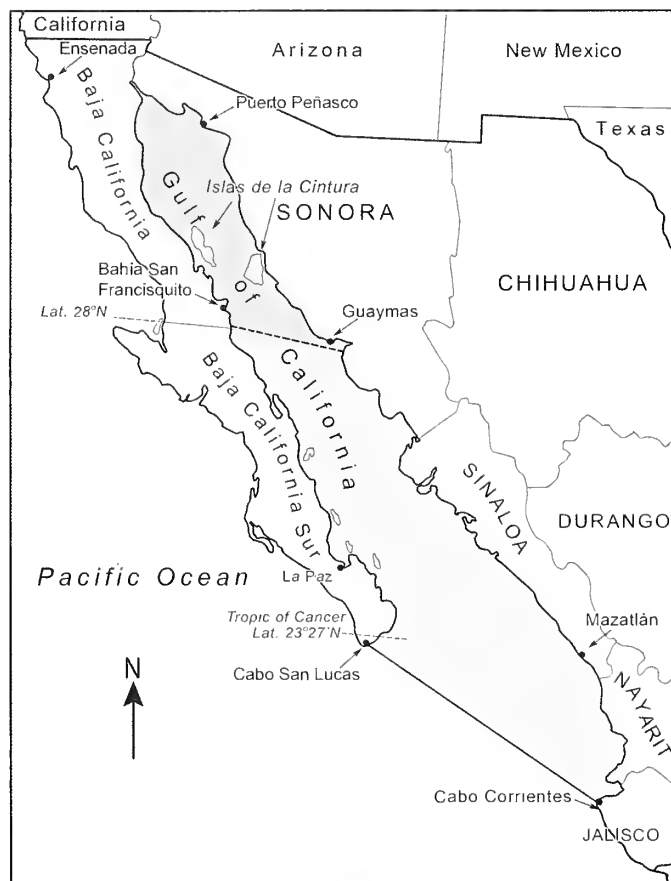 California
Ensenada
Arizona
New Mexico
Texas
Puerto Peñasco
Baja California
Islas de la Cintura
SONORA
Gulf of California
CHIHUAHUA
Bahia San
Francisquito
Lat. 28°N
Guaymas
Baja California Sur
SINALOA
DURANGO
Pacific Ocean
La Paz
Tropic of Cancer
Lat. 23°27'N
Mazatlán
Cabo San Lucas
N
NAYARIT
Cabo Corrientes
JALISCO